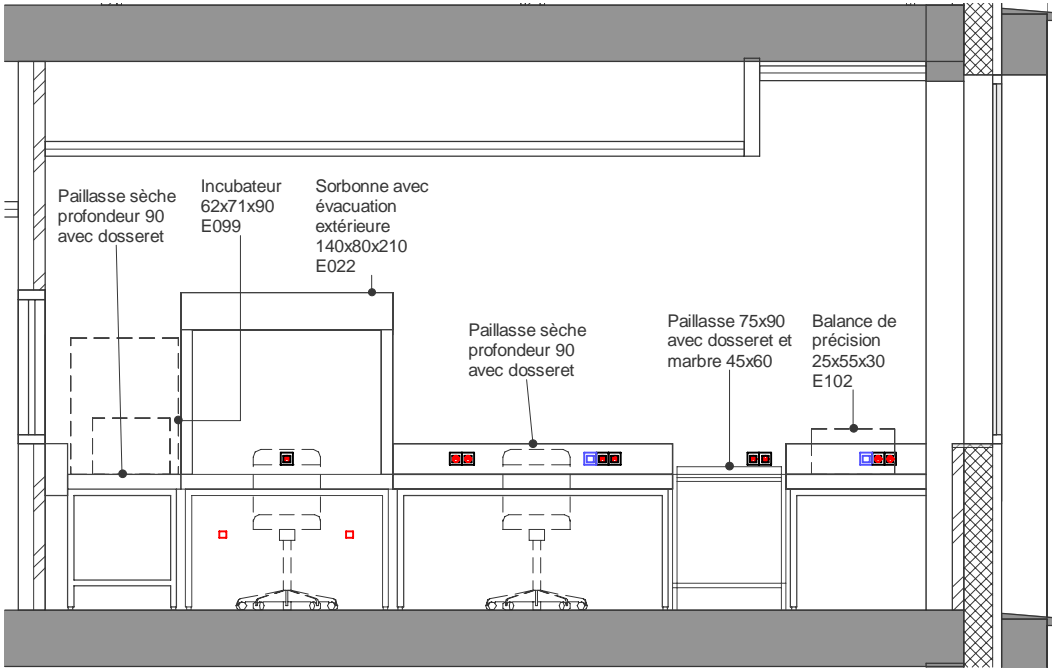 Paillasse sèche
profondeur 90
avec dosseret
Incubateur
62x71x90
E099
Sorbonne avec
évacuation
extérieure
140x80x210
E022
Paillasse sèche
profondeur 90
avec dosseret
Paillasse 75x90
avec dosseret et
marbre 45x60
Balance de
précision
25x55x30
E102